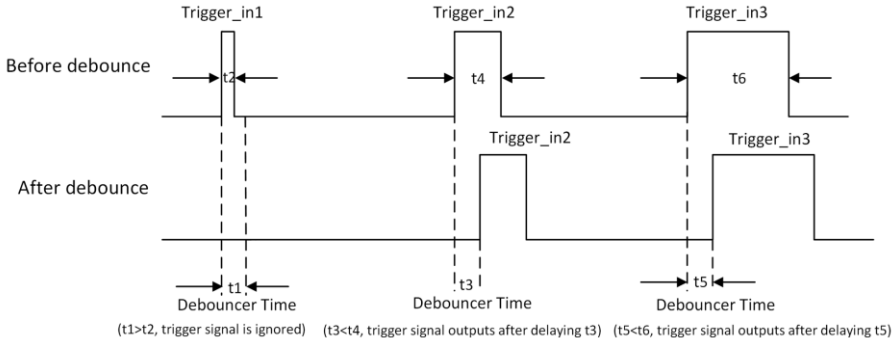 Trigger_in1 Trigger_in2 Trigger_in3
Before debounce
t2 t4 t6
Trigger_in2 Trigger_in3
After debounce
t1 t3 t5
Debouncer Time Debouncer Time Debouncer Time
(t1>t2, trigger signal is ignored) (t3<t4, trigger signal outputs after delaying t3) (t5<t6, trigger signal outputs after delaying t5)